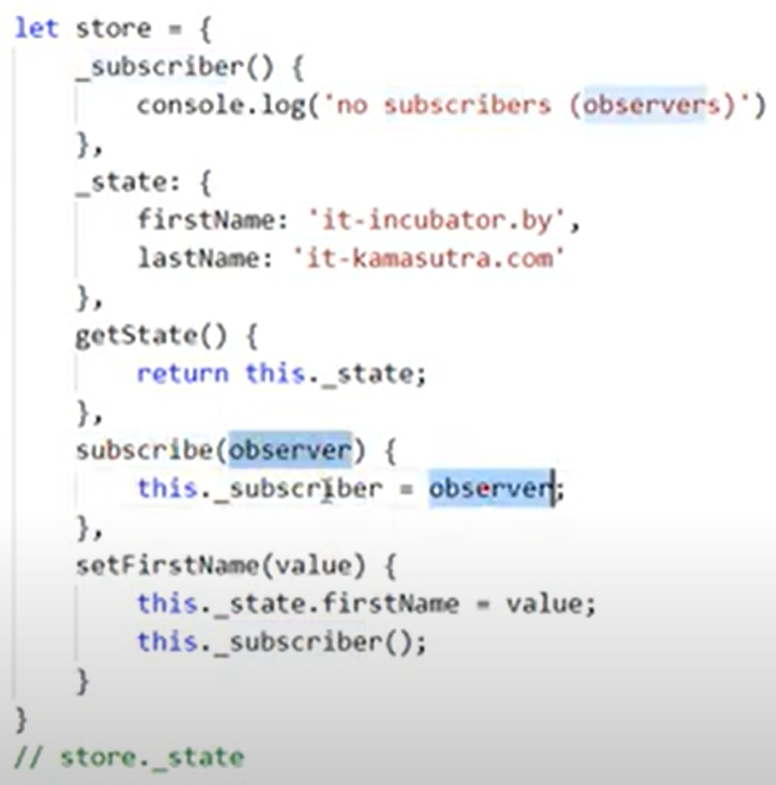 let store = {
    _subscriber() {
        console.log('no subscribers (observers)')
    },
    _state: {
        firstName: 'it-incubator.by',
        lastName: 'it-kamasutra.com'
    },
    getState() {
        return this._state;
    },
    subscribe(observer) {
        this._subscriber = observer;
    },
    setFirstName(value) {
        this._state.firstName = value;
        this._subscriber();
    }
}
// store._state